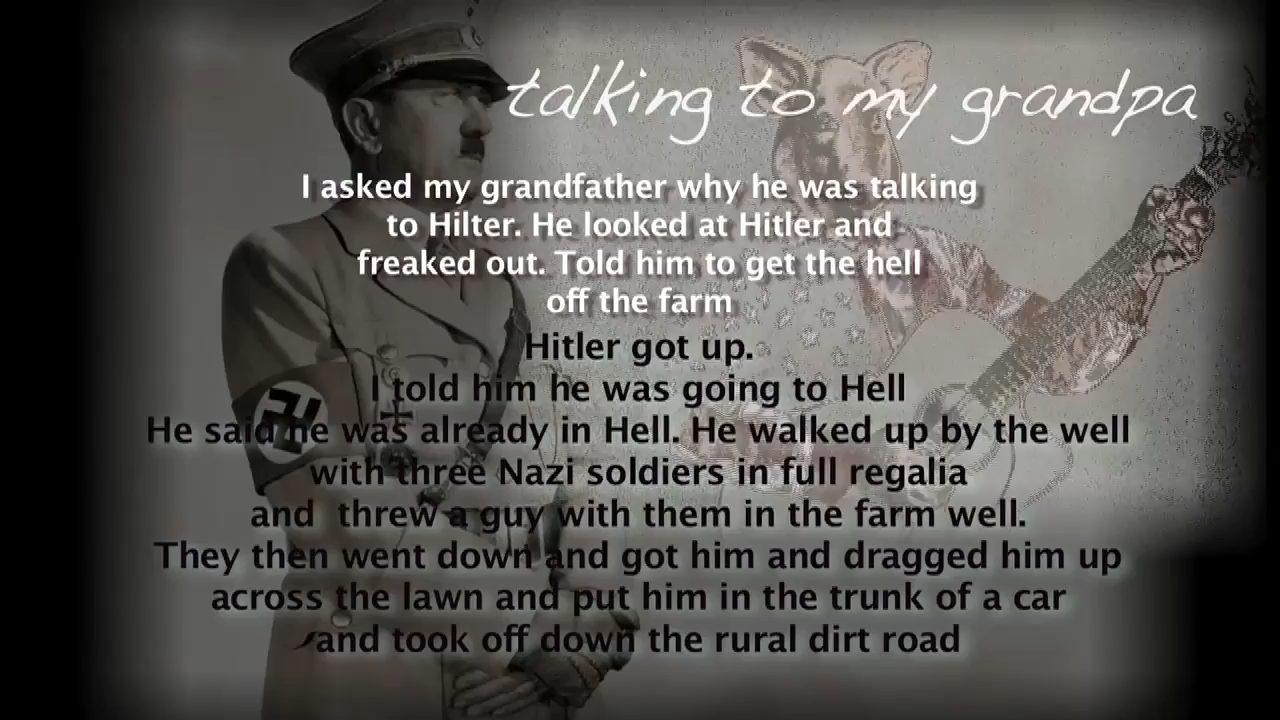 talking to my grandpa
I asked my grandfather why he was talking
to Hilter. He looked at Hitler and
freaked out. Told him to get the hell
off the farm
Hitler got up.
I told him he was going to Hell
He said he was already in Hell. He walked up by the well
with three Nazi soldiers in full regalia
and threw a guy with them in the farm well.
They then went down and got him and dragged him up
across the lawn and put him in the trunk of a car
and took off down the rural dirt road